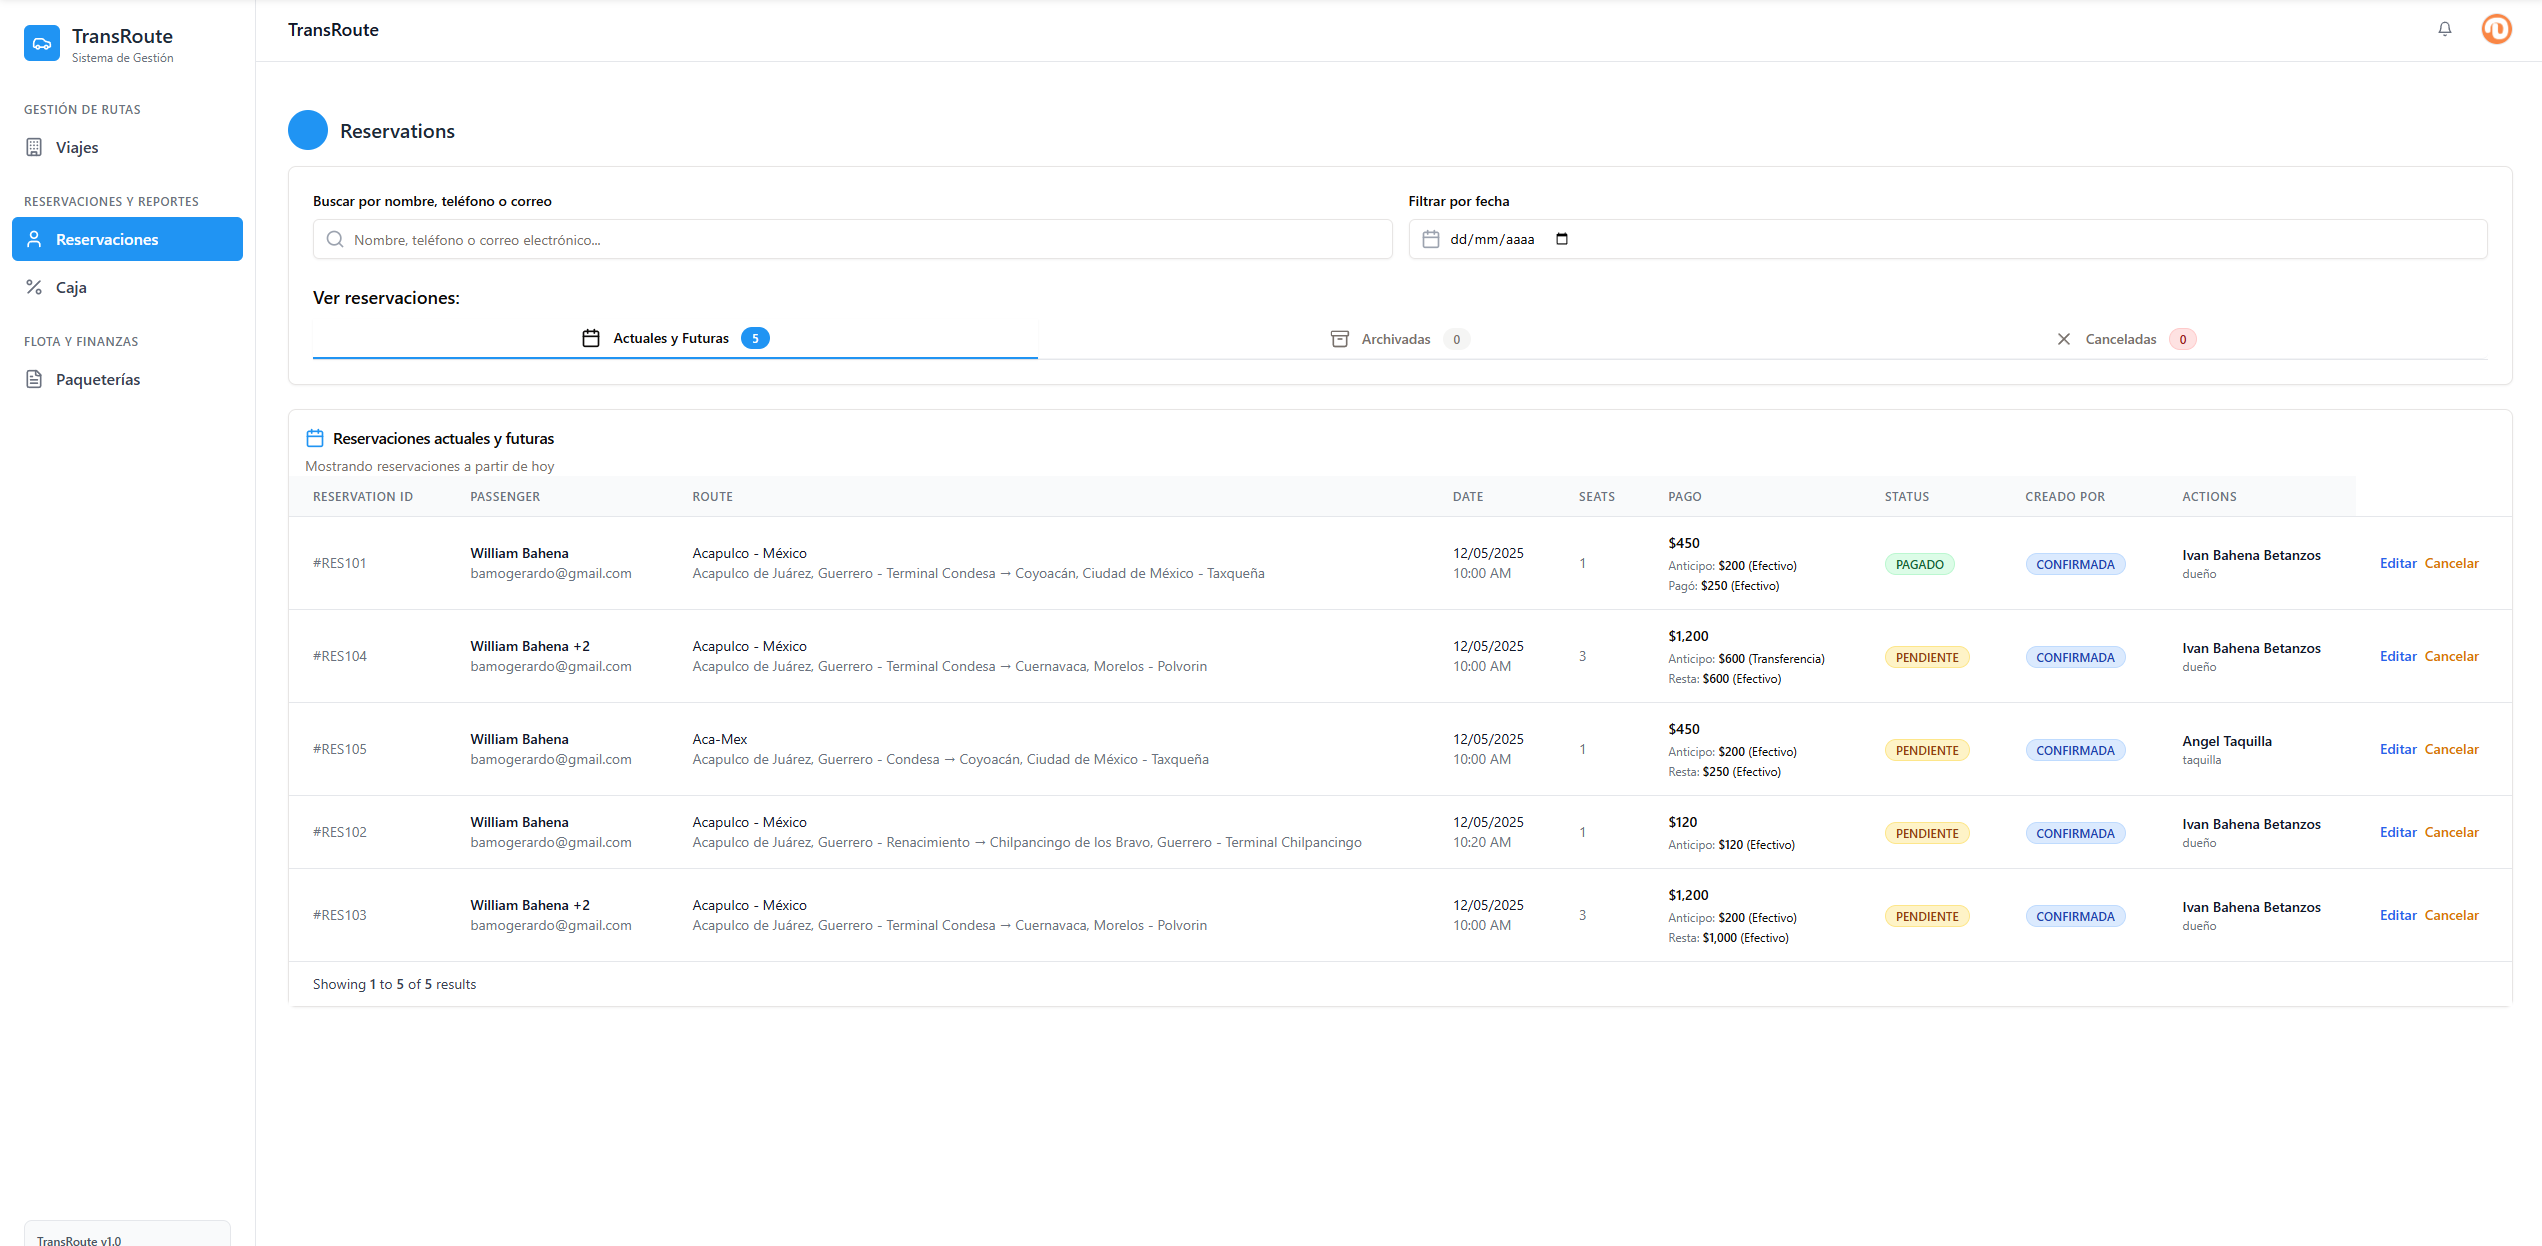 TransRoute
Sistema de Gestión
GESTIÓN DE RUTAS
Viajes
RESERVACIONES Y REPORTES
Reservaciones
Caja
FLOTA Y FINANZAS
Paqueterías
TransRoute v1.0
TransRoute
Reservations
Buscar por nombre, teléfono o correo
Nombre, teléfono o correo electrónico...
Filtrar por fecha
dd/mm/aaaa
Ver reservaciones:
Actuales y Futuras 5
Archivadas 0
Canceladas 0
Reservaciones actuales y futuras
Mostrando reservaciones a partir de hoy
RESERVATION ID PASSENGER ROUTE DATE SEATS PAGO STATUS CREADO POR ACTIONS
#RES101
William Bahena
bamogerardo@gmail.com
Acapulco - México
Acapulco de Juárez, Guerrero - Terminal Condesa → Coyoacán, Ciudad de México - Taxqueña
12/05/2025
10:00 AM
1
$450
Anticipo: $200 (Efectivo)
Pagó: $250 (Efectivo)
PAGADO
CONFIRMADA
Ivan Bahena Betanzos
dueño
Editar Cancelar
#RES104
William Bahena +2
bamogerardo@gmail.com
Acapulco - México
Acapulco de Juárez, Guerrero - Terminal Condesa → Cuernavaca, Morelos - Polvorin
12/05/2025
10:00 AM
3
$1,200
Anticipo: $600 (Transferencia)
Resta: $600 (Efectivo)
PENDIENTE
CONFIRMADA
Ivan Bahena Betanzos
dueño
Editar Cancelar
#RES105
William Bahena
bamogerardo@gmail.com
Aca-Mex
Acapulco de Juárez, Guerrero - Condesa → Coyoacán, Ciudad de México - Taxqueña
12/05/2025
10:00 AM
1
$450
Anticipo: $200 (Efectivo)
Resta: $250 (Efectivo)
PENDIENTE
CONFIRMADA
Angel Taquilla
taquilla
Editar Cancelar
#RES102
William Bahena
bamogerardo@gmail.com
Acapulco - México
Acapulco de Juárez, Guerrero - Renacimiento → Chilpancingo de los Bravo, Guerrero - Terminal Chilpancingo
12/05/2025
10:20 AM
1
$120
Anticipo: $120 (Efectivo)
PENDIENTE
CONFIRMADA
Ivan Bahena Betanzos
dueño
Editar Cancelar
#RES103
William Bahena +2
bamogerardo@gmail.com
Acapulco - México
Acapulco de Juárez, Guerrero - Terminal Condesa → Cuernavaca, Morelos - Polvorin
12/05/2025
10:00 AM
3
$1,200
Anticipo: $200 (Efectivo)
Resta: $1,000 (Efectivo)
PENDIENTE
CONFIRMADA
Ivan Bahena Betanzos
dueño
Editar Cancelar
Showing 1 to 5 of 5 results